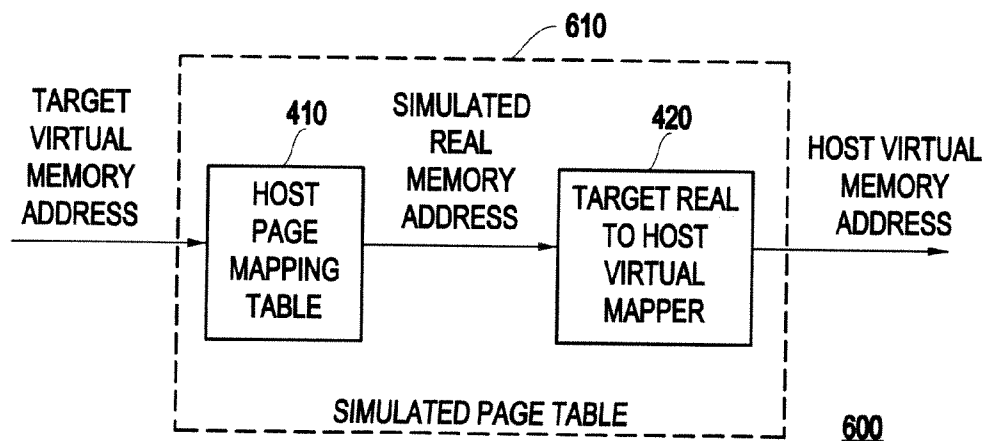 610
TARGET
VIRTUAL
MEMORY
ADDRESS
410
HOST
PAGE
MAPPING
TABLE
SIMULATED
REAL
MEMORY
ADDRESS
420
TARGET REAL
TO HOST
VIRTUAL
MAPPER
HOST VIRTUAL
MEMORY
ADDRESS
SIMULATED PAGE TABLE
600